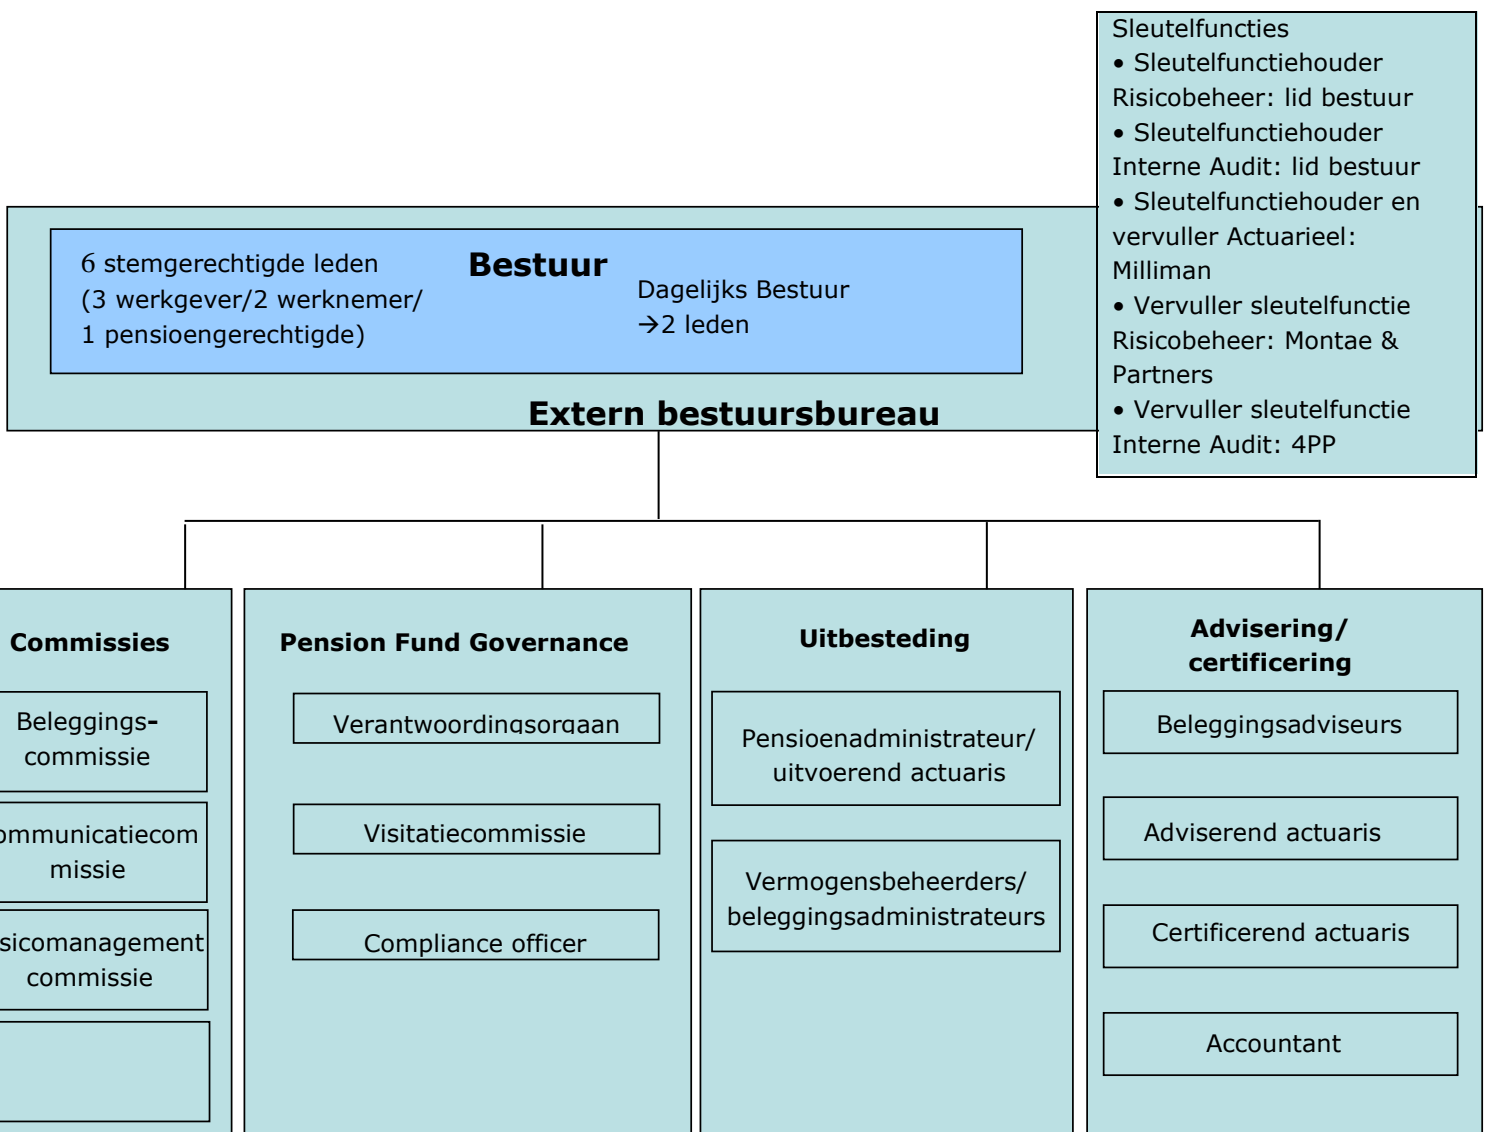 Sleutelfuncties
• Sleutelfunctiehouder
Risicobeheer: lid bestuur
• Sleutelfunctiehouder
Interne Audit: lid bestuur
• Sleutelfunctiehouder en
vervuller Actuarieel:
Milliman
• Vervuller sleutelfunctie
Risicobeheer: Montae &
Partners
• Vervuller sleutelfunctie
Interne Audit: 4PP
6 stemgerechtigde leden
(3 werkgever/2 werknemer/
1 pensioengerechtigde)
Bestuur
Dagelijks Bestuur
→2 leden
Extern bestuursbureau
Commissies
Beleggings-
commissie
ommunicatiecom
missie
sicomanagement
commissie
Pension Fund Governance
Verantwoordingsorgaan
Visitatiecommissie
Compliance officer
Uitbesteding
Pensioenadministrateur/
uitvoerend actuaris
Vermogensbeheerders/
beleggingsadministrateurs
Advisering/
certificering
Beleggingsadviseurs
Adviserend actuaris
Certificerend actuaris
Accountant